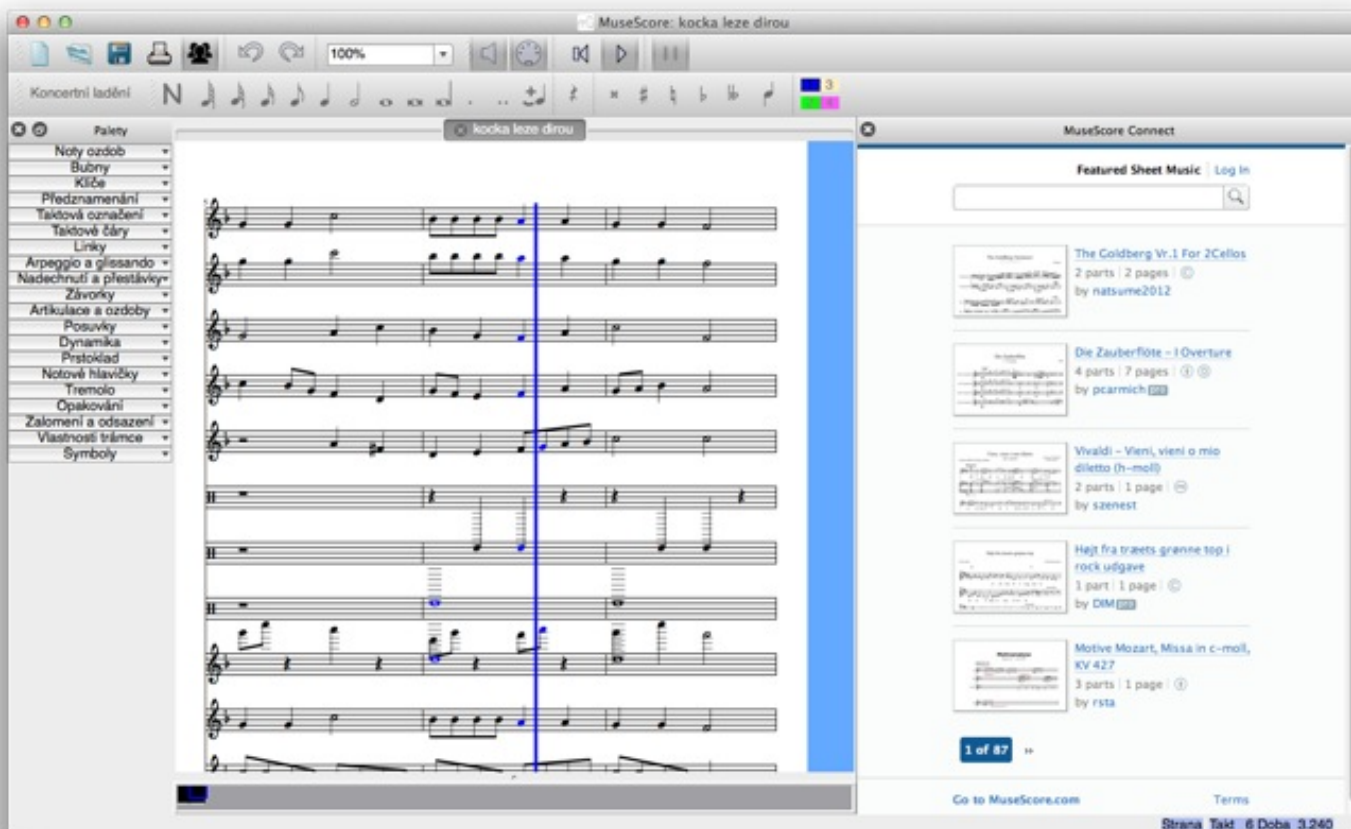 MuseScore: kocka leze dirou
100%
Koncertní ladění
N
3
Palety
kocka leze dirou
MuseScore Connect
Noty ozdob
Bubny
Klíče
Předznamenání
Taktová označení
Taktové čáry
Linky
Arpeggio a glissando
Nadechnutí a přestávky
Závorky
Artikulace a ozdoby
Posuvky
Dynamika
Prstoklad
Notové hlavičky
Tremolo
Opakování
Zalomení a odsazení
Vlastnosti trámce
Symboly
Featured Sheet Music Log In
The Goldberg Vr.1 For 2Cellos
2 parts 2 pages
by natsume2012
Die Zauberflöte – I Overture
4 parts 7 pages
by pcarmich PRO
Vivaldi – Vieni, vieni o mio
diletto (h-moll)
2 parts 1 page
by szenest
Højt fra træets grønne top i
rock udgave
1 part 1 page
by DIM PRO
Motive Mozart, Missa in c-moll,
KV 427
3 parts 1 page
by rsta
1 of 87 »
Go to MuseScore.com Terms
Strana Takt 6 Doba 3.240